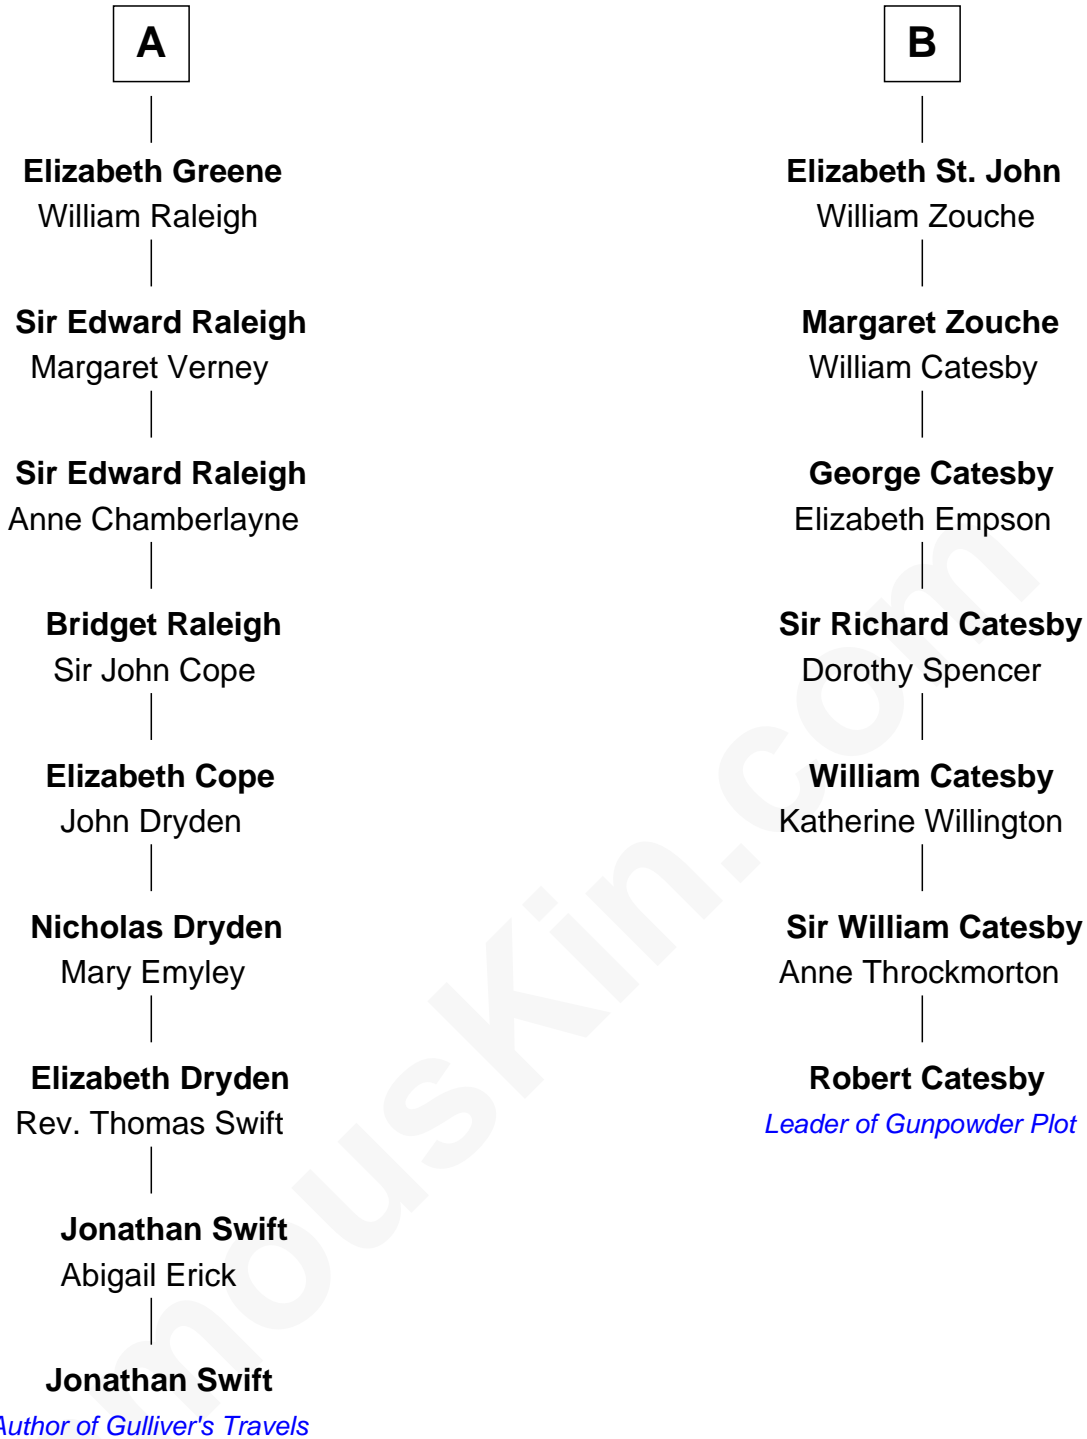 A
Elizabeth Greene
William Raleigh
Sir Edward Raleigh
Margaret Verney
Sir Edward Raleigh
Anne Chamberlayne
Bridget Raleigh
Sir John Cope
Elizabeth Cope
John Dryden
Nicholas Dryden
Mary Emyley
Elizabeth Dryden
Rev. Thomas Swift
Jonathan Swift
Abigail Erick
Jonathan Swift
Author of Gulliver's Travels
B
Elizabeth St. John
William Zouche
Margaret Zouche
William Catesby
George Catesby
Elizabeth Empson
Sir Richard Catesby
Dorothy Spencer
William Catesby
Katherine Willington
Sir William Catesby
Anne Throckmorton
Robert Catesby
Leader of Gunpowder Plot
mousKin.com